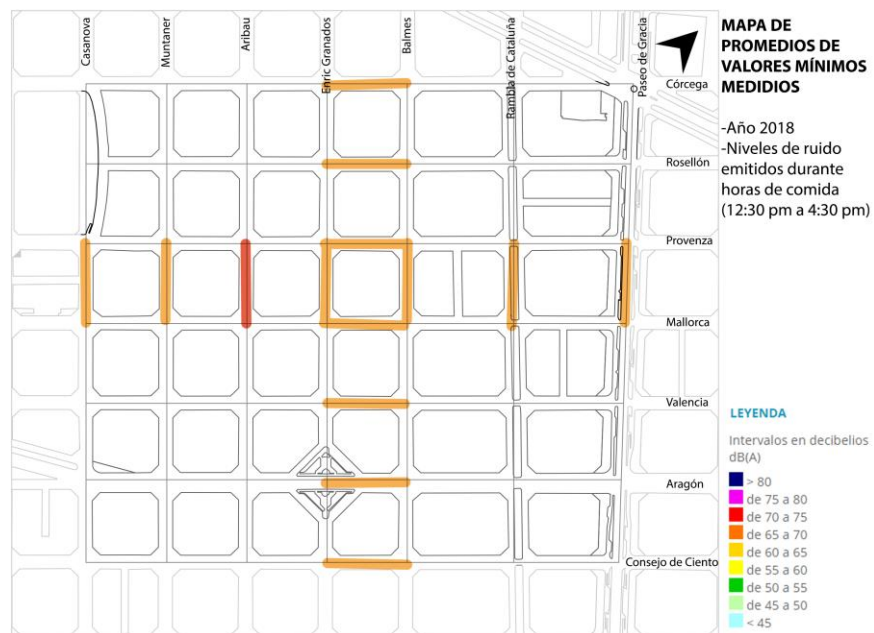 Casanova
Muntaner
Aribau
Enric Granados
Balmes
Rambla de Cataluña
Paseo de Gracia
MAPA DE
PROMEDIOS DE
VALORES MÍNIMOS
MEDIDIOS
-Año 2018
-Niveles de ruido
emitidos durante
horas de comida
(12:30 pm a 4:30 pm)
Córcega
Rosellón
Provenza
Mallorca
Valencia
Aragón
Consejo de Ciento
LEYENDA
Intervalos en decibelios
dB(A)
> 80
de 75 a 80
de 70 a 75
de 65 a 70
de 60 a 65
de 55 a 60
de 50 a 55
de 45 a 50
< 45